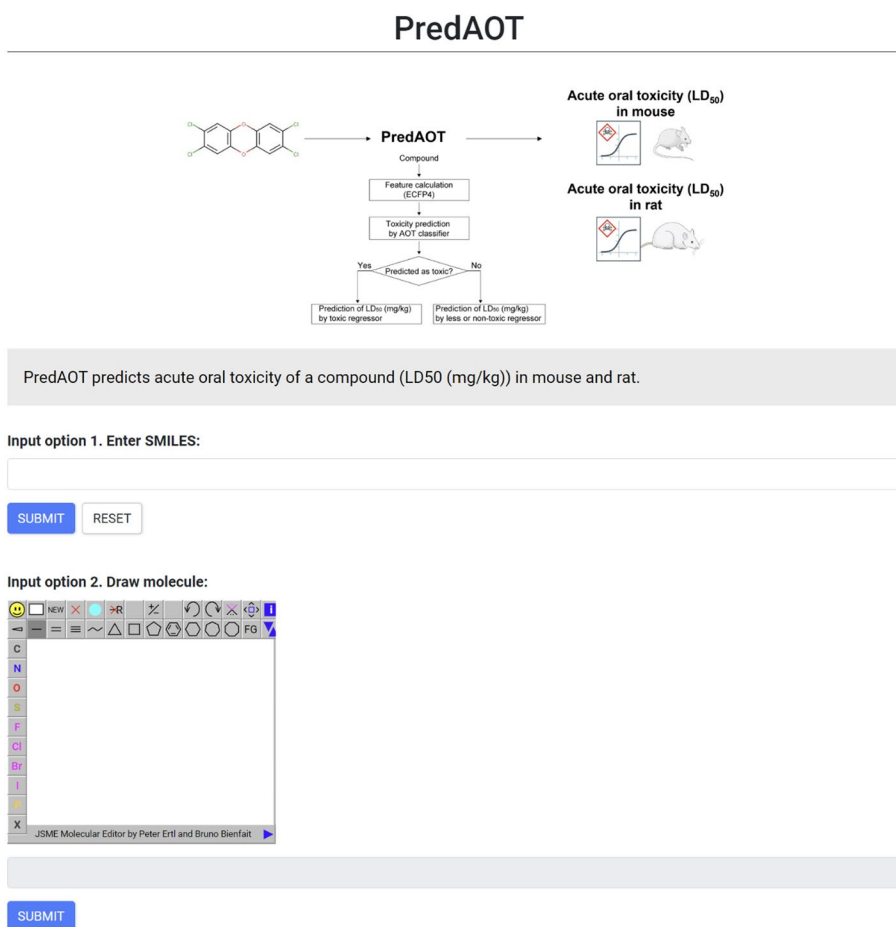 PredAOT
Acute oral toxicity (LD50)
in mouse
Cl
O
Cl
Cl
O
Cl
PredAOT
Compound
Feature calculation
(ECFP4)
Acute oral toxicity (LD50)
in rat
Toxicity prediction
by AOT classifier
Yes
Predicted as toxic?
No
Prediction of LD50 (mg/kg)
by toxic regressor
Prediction of LD50 (mg/kg)
by less or non-toxic regressor
PredAOT predicts acute oral toxicity of a compound (LD50 (mg/kg)) in mouse and rat.
Input option 1. Enter SMILES:
SUBMIT RESET
Input option 2. Draw molecule:
NEW R +/- i
FG
C
N
O
S
F
Cl
Br
I
P
X
JSME Molecular Editor by Peter Ertl and Bruno Bienfait
SUBMIT